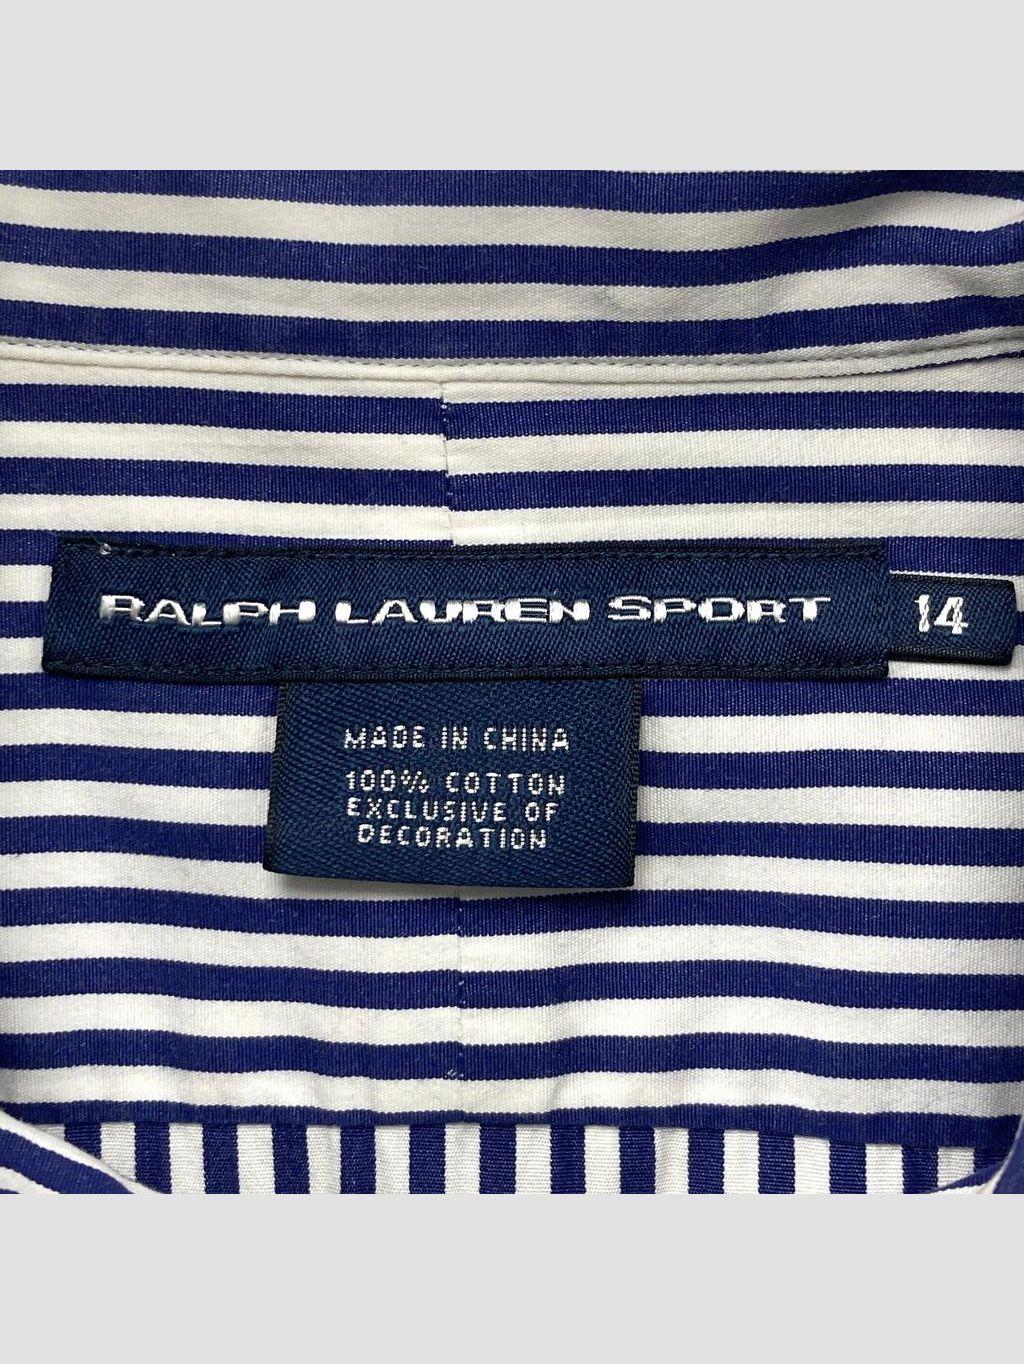 RALPH LAUREN SPORT 14
MADE IN CHINA
100% COTTON
EXCLUSIVE OF
DECORATION